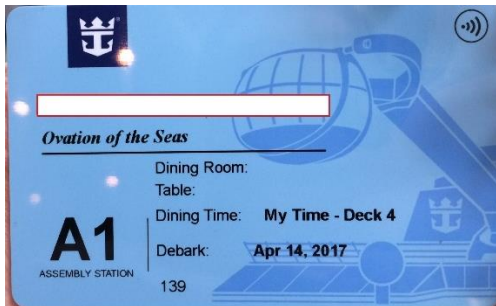 Ovation of the Seas
Dining Room:
Table:
Dining Time: My Time - Deck 4
A1
ASSEMBLY STATION
Debark: Apr 14, 2017
139